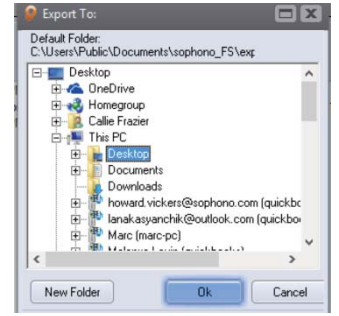 Export To:
Default Folder:
C:\Users\Public\Documents\sophono_FS\exp
Desktop
OneDrive
Homegroup
Callie Frazier
This PC
Desktop
Documents
Downloads
howard.vickers@sophono.com (quickbo
lanakasyanchik@outlook.com (quickbo
Marc (marc-pc)
New Folder
Ok
Cancel